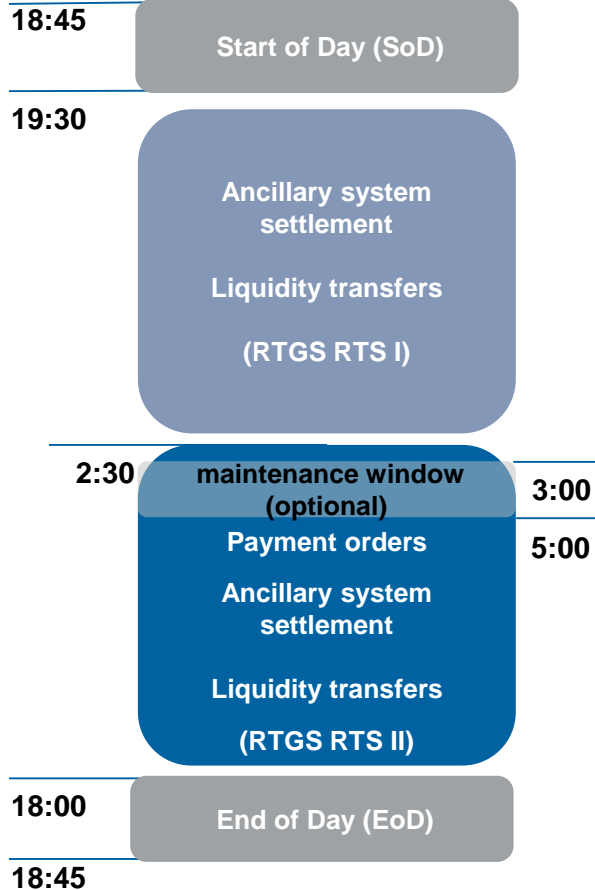 18:45
Start of Day (SoD)
19:30
Ancillary system
settlement
Liquidity transfers
(RTGS RTS I)
2:30
maintenance window
(optional)
3:00
Payment orders
5:00
Ancillary system
settlement
Liquidity transfers
(RTGS RTS II)
18:00
End of Day (EoD)
18:45